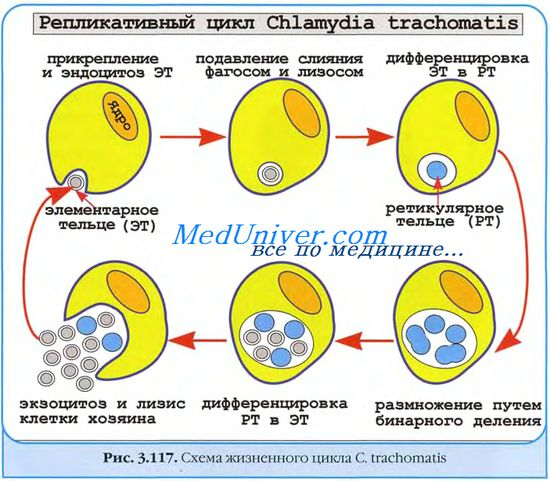 Репликативный цикл Chlamydia trachomatis
прикрепление
и эндоцитоз ЭТ
подавление слияния
фагосом и лизосом
дифференцировка
ЭТ в РТ
Ядро
элементарное
тельце (ЭТ)
ретикулярное
тельце (РТ)
MedUniver.com
все по медицине...
экзоцитоз и лизис
клетки хозяина
дифференцировка
РТ в ЭТ
размножение путем
бинарного деления
Рис. 3.117. Схема жизненного цикла C. trachomatis